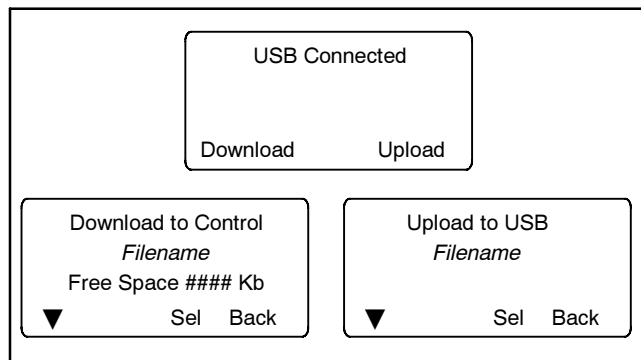 USB Connected
Download Upload
Download to Control
Filename
Free Space #### Kb
▼ Sel Back
Upload to USB
Filename
▼ Sel Back